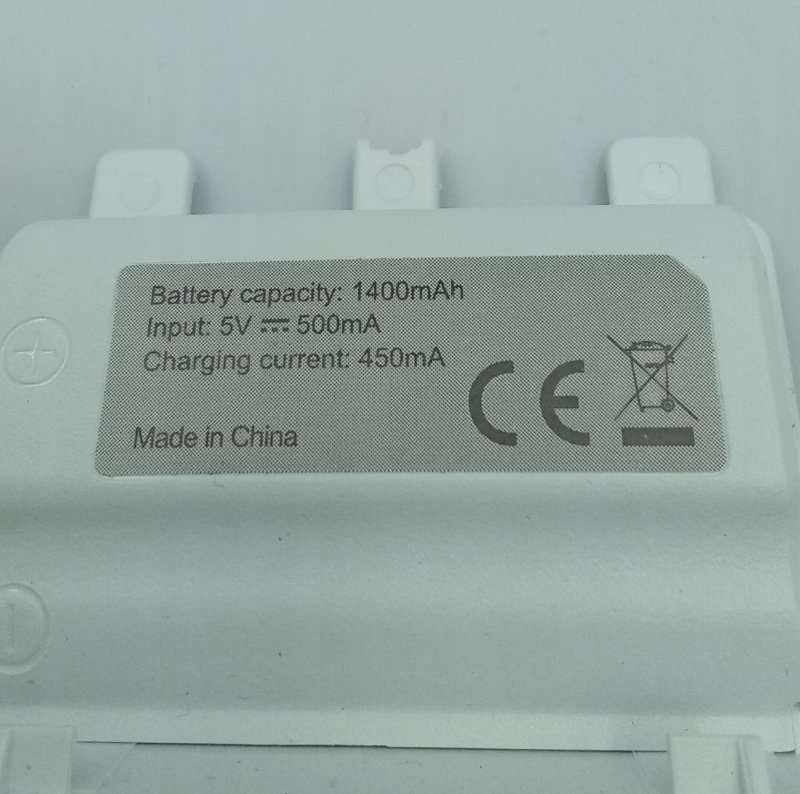 Battery capacity: 1400mAh
Input: 5V ⎓ 500mA
Charging current: 450mA
CE
Made in China